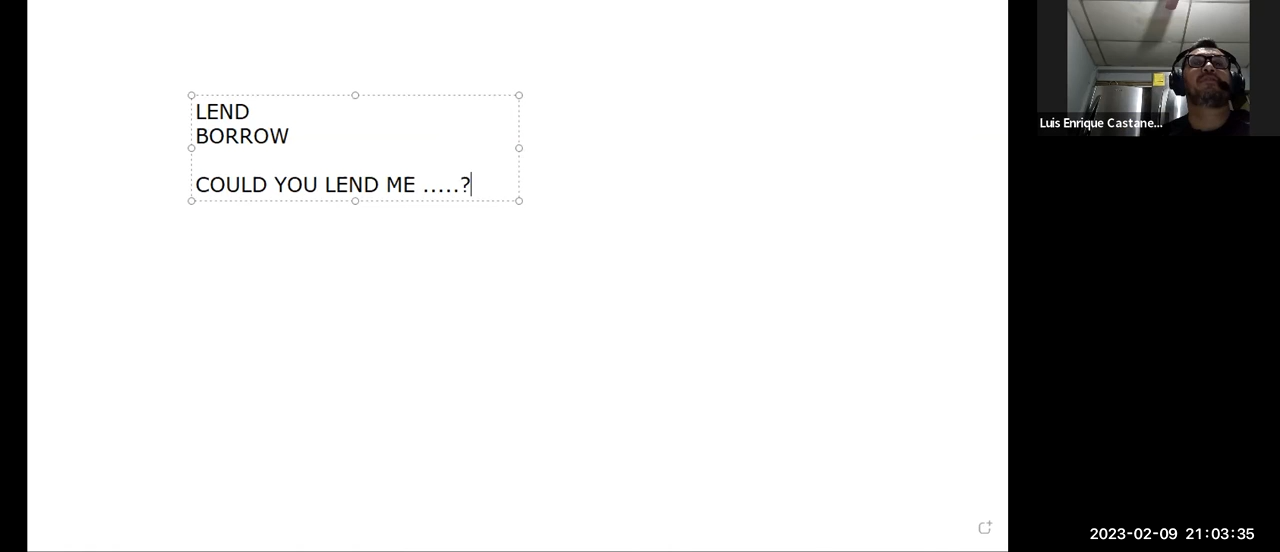 LEND
BORROW
COULD YOU LEND ME .....?
Luis Enrique Castane...
2023-02-09 21:03:35